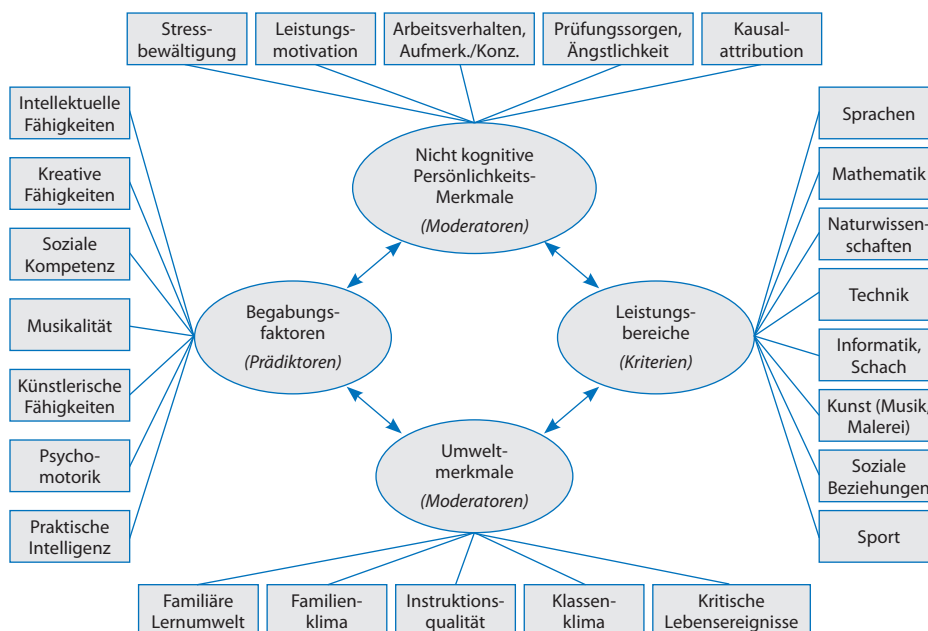 Stress-
bewältigung
Leistungs-
motivation
Arbeitsverhalten,
Aufmerk./Konz.
Prüfungssorgen,
Ängstlichkeit
Kausal-
attribution
Intellektuelle
Fähigkeiten
Kreative
Fähigkeiten
Soziale
Kompetenz
Musikalität
Künstlerische
Fähigkeiten
Psycho-
motorik
Praktische
Intelligenz
Nicht kognitive
Persönlichkeits-
Merkmale
(Moderatoren)
Begabungs-
faktoren
(Prädiktoren)
Leistungs-
bereiche
(Kriterien)
Umwelt-
merkmale
(Moderatoren)
Sprachen
Mathematik
Naturwissen-
schaften
Technik
Informatik,
Schach
Kunst (Musik,
Malerei)
Soziale
Beziehungen
Sport
Familiäre
Lernumwelt
Familien-
klima
Instruktions-
qualität
Klassen-
klima
Kritische
Lebensereignisse